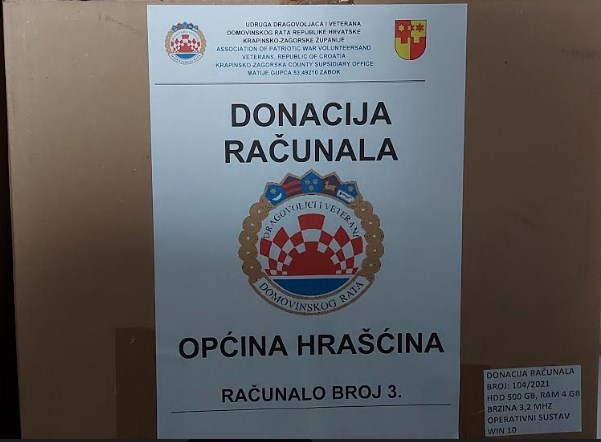 UDRUGA DRAGOVOLJACA I VETERANA
DOMOVINSKOG RATA REPUBLIKE HRVATSKE
KRAPINSKO-ZAGORSKE ŽUPANIJE
ASSOCIATION OF PATRIOTIC WAR VOLUNTEERSAND
VETERANS, REPUBLIC OF CROATIA
KRAPINSKO-ZAGORSKA COUNTY SUPSIDIARY OFFICE
MATIJE GUPCA 53,49210 ZABOK
DONACIJA
RAČUNALA
DRAGOVOLJCI I VETERANI
DOMOVINSKOG RATA
OPĆINA HRAŠĆINA
RAČUNALO BROJ 3.
DONACIJA RAČUNALA
BROJ: 104/2021
HDD 500 GB, RAM 4 GB
BRZINA 3,2 MHZ
OPERATIVNI SUSTAV
WIN 10